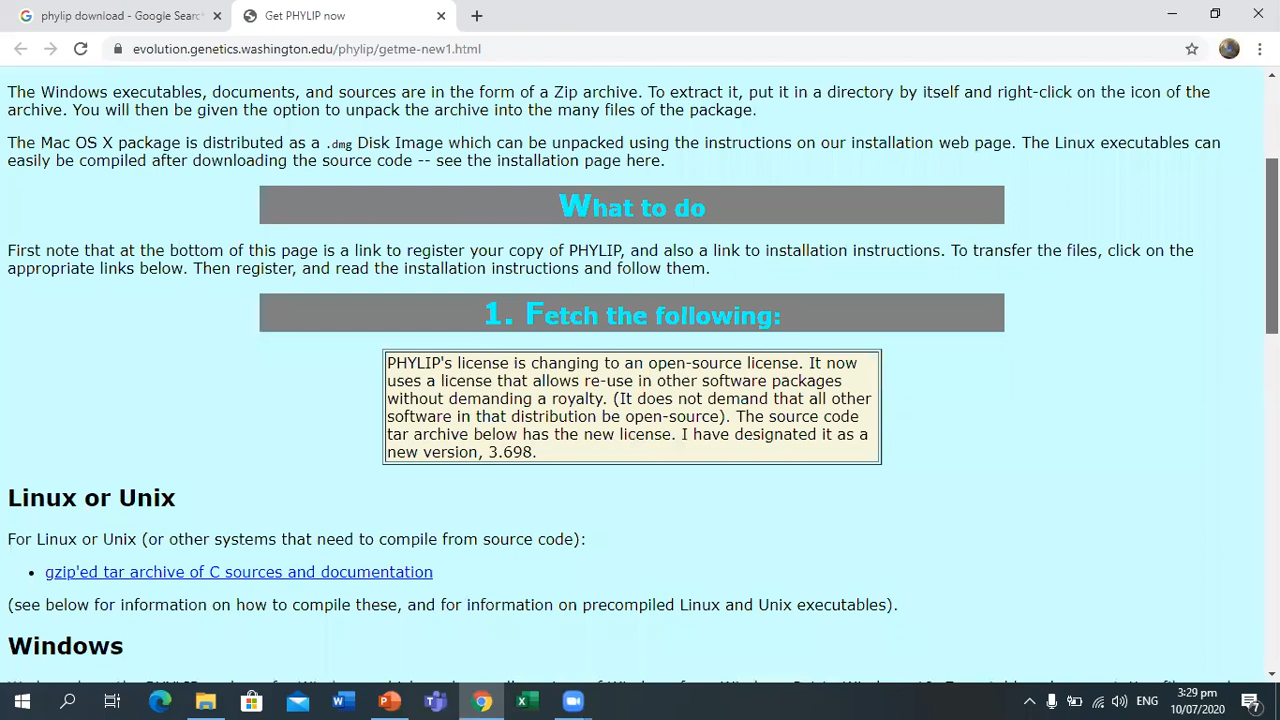 phylip download - Google Searc
Get PHYLIP now
evolution.genetics.washington.edu/phylip/getme-new1.html
The Windows executables, documents, and sources are in the form of a Zip archive. To extract it, put it in a directory by itself and right-click on the icon of the
archive. You will then be given the option to unpack the archive into the many files of the package.
The Mac OS X package is distributed as a .dmg Disk Image which can be unpacked using the instructions on our installation web page. The Linux executables can
easily be compiled after downloading the source code -- see the installation page here.
What to do
First note that at the bottom of this page is a link to register your copy of PHYLIP, and also a link to installation instructions. To transfer the files, click on the
appropriate links below. Then register, and read the installation instructions and follow them.
1. Fetch the following:
PHYLIP's license is changing to an open-source license. It now
uses a license that allows re-use in other software packages
without demanding a royalty. (It does not demand that all other
software in that distribution be open-source). The source code
tar archive below has the new license. I have designated it as a
new version, 3.698.
Linux or Unix
For Linux or Unix (or other systems that need to compile from source code):
• gzip'ed tar archive of C sources and documentation
(see below for information on how to compile these, and for information on precompiled Linux and Unix executables).
Windows
ENG
3:29 pm
10/07/2020
7